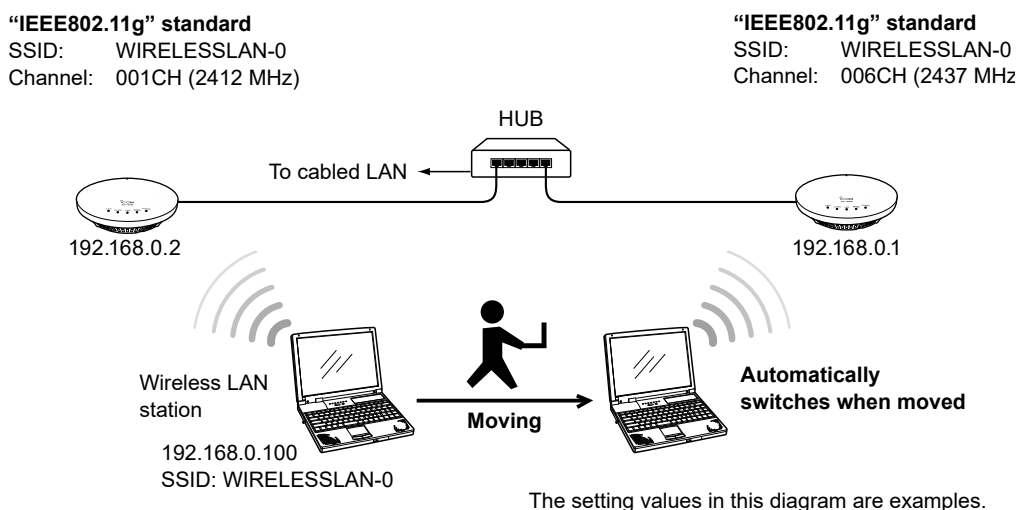 “IEEE802.11g” standard
SSID: WIRELESSLAN-0
Channel: 001CH (2412 MHz)
“IEEE802.11g” standard
SSID: WIRELESSLAN-0
Channel: 006CH (2437 MHz
HUB
To cabled LAN
192.168.0.2
192.168.0.1
Wireless LAN
station
192.168.0.100
SSID: WIRELESSLAN-0
Moving
Automatically
switches when moved
The setting values in this diagram are examples.